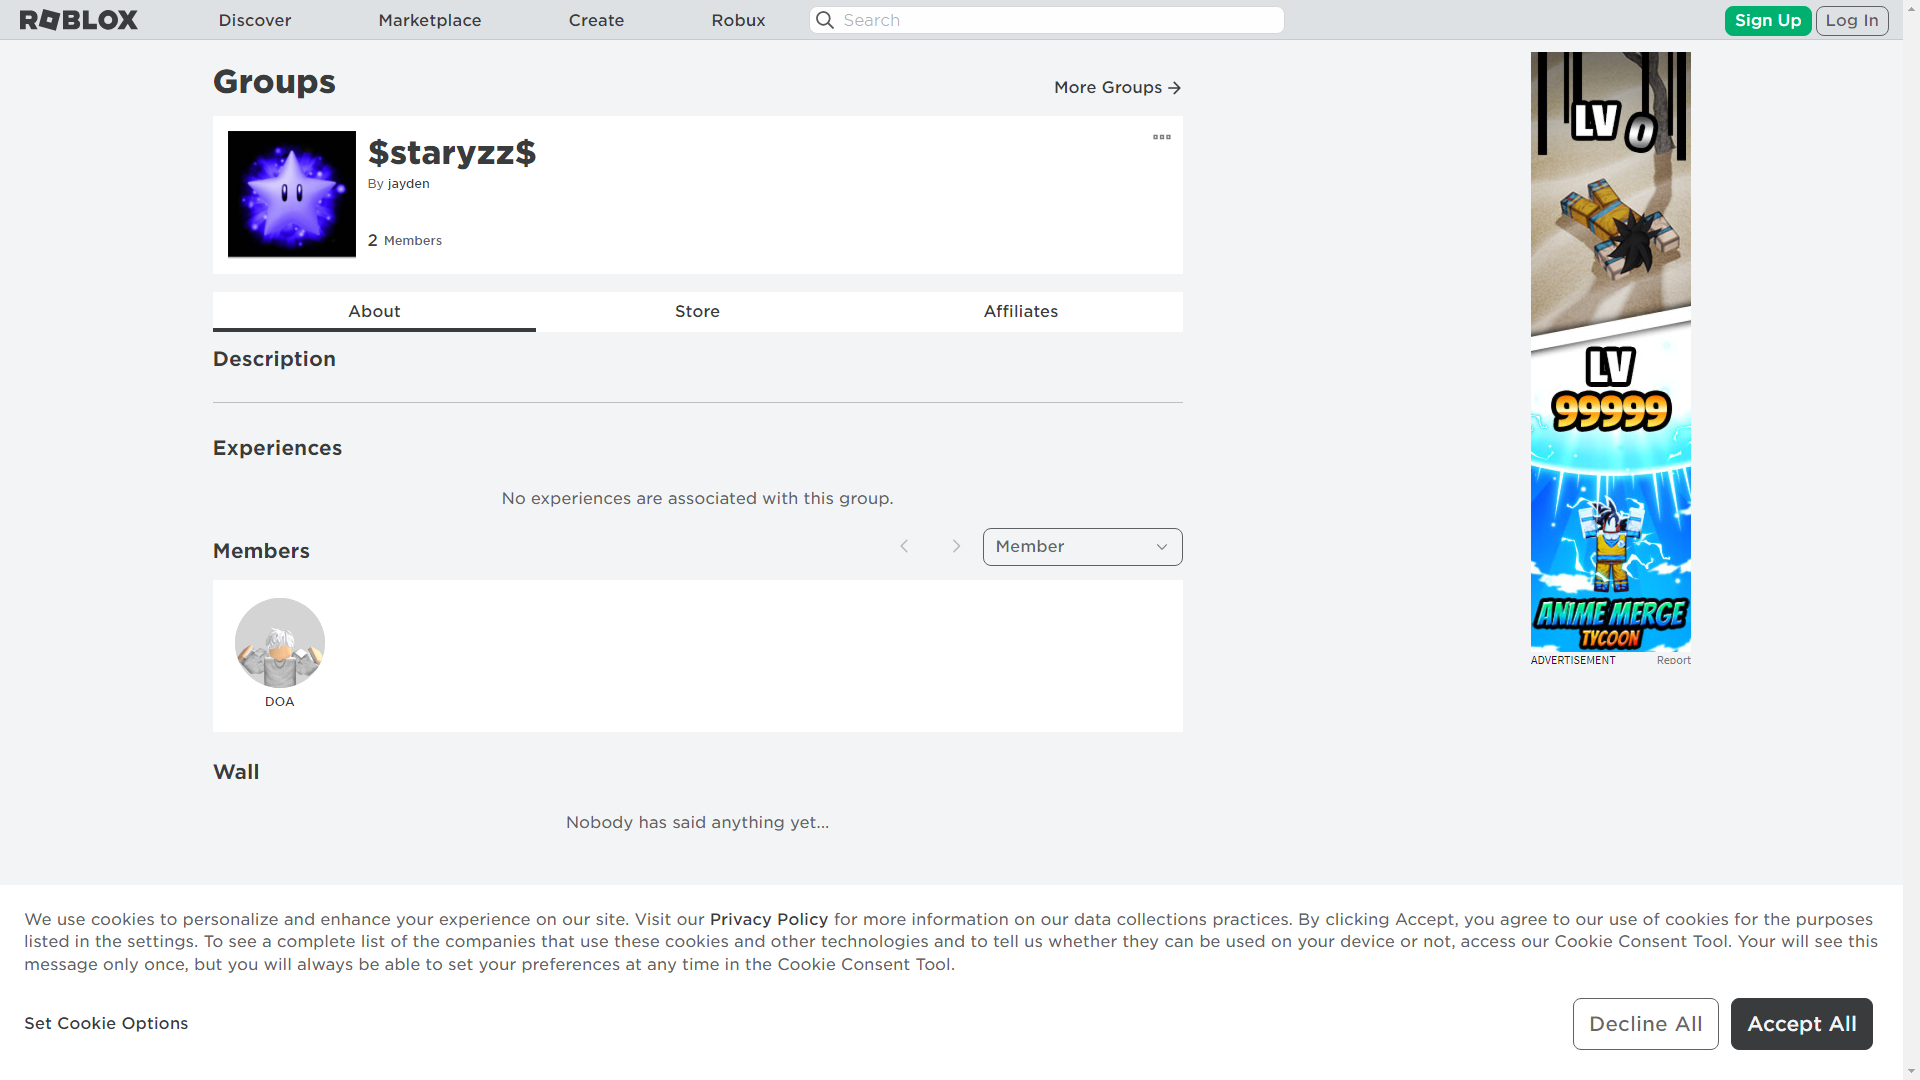 ROBLOX
Discover
Marketplace
Create
Robux
Search
Sign Up
Log In
Groups
More Groups
$staryzz$
By jayden
2 Members
About
Store
Affiliates
Description
Experiences
No experiences are associated with this group.
Members
Member
DOA
Wall
Nobody has said anything yet...
LV 0
LV
99999
ANIME MERGE
TYCOON
ADVERTISEMENT
Report
We use cookies to personalize and enhance your experience on our site. Visit our Privacy Policy for more information on our data collections practices. By clicking Accept, you agree to our use of cookies for the purposes
listed in the settings. To see a complete list of the companies that use these cookies and other technologies and to tell us whether they can be used on your device or not, access our Cookie Consent Tool. Your will see this
message only once, but you will always be able to set your preferences at any time in the Cookie Consent Tool.
Set Cookie Options
Decline All
Accept All